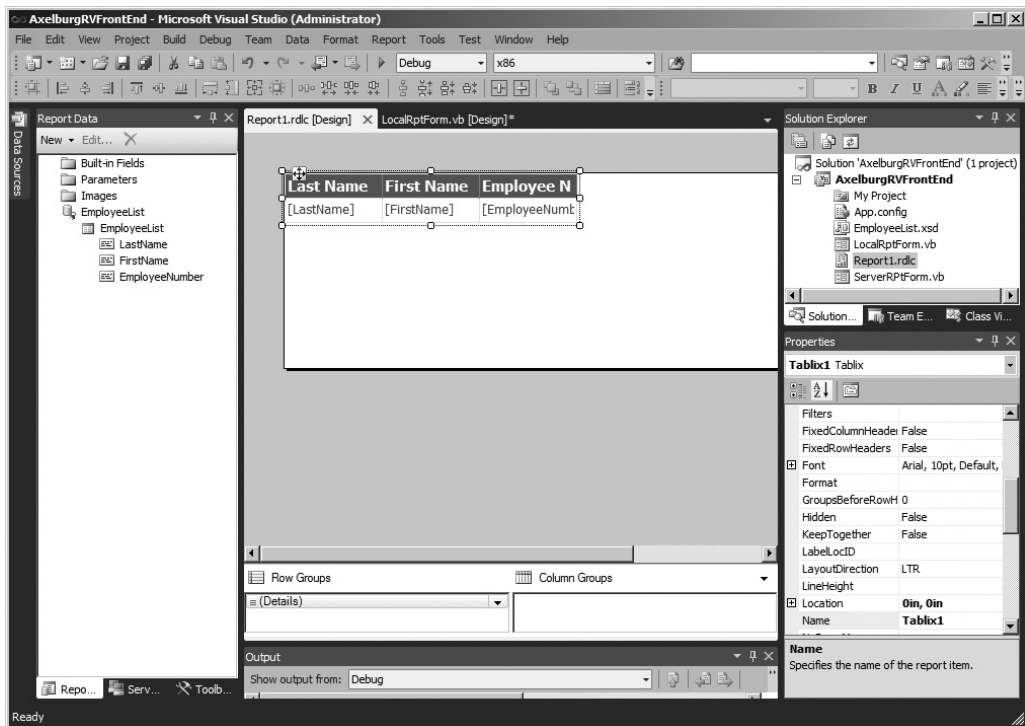 AxelburgRVFrontEnd - Microsoft Visual Studio (Administrator)
File Edit View Project Build Debug Team Data Format Report Tools Test Window Help
Debug x86
B I U A
Data Sources
Report Data
New Edit...
Built-in Fields
Parameters
Images
EmployeeList
EmployeeList
LastName
FirstName
EmployeeNumber
Repo... Serv... Toolb...
Report1.rdlc [Design] LocalRptForm.vb [Design]*
Last Name First Name Employee N
[LastName] [FirstName] [EmployeeNumb
Row Groups Column Groups
(Details)
Output
Show output from: Debug
Solution Explorer
Solution 'AxelburgRVFrontEnd' (1 project)
AxelburgRVFrontEnd
My Project
App.config
EmployeeList.xsd
LocalRptForm.vb
Report1.rdlc
ServerRPtForm.vb
Solution... Team E... Class Vi...
Properties
Tablix1 Tablix
Filters
FixedColumnHeader False
FixedRowHeaders False
Font Arial, 10pt, Default,
Format
GroupsBeforeRowH 0
Hidden False
KeepTogether False
LabelLocID
LayoutDirection LTR
LineHeight
Location 0in, 0in
Name Tablix1
Name
Specifies the name of the report item.
Ready